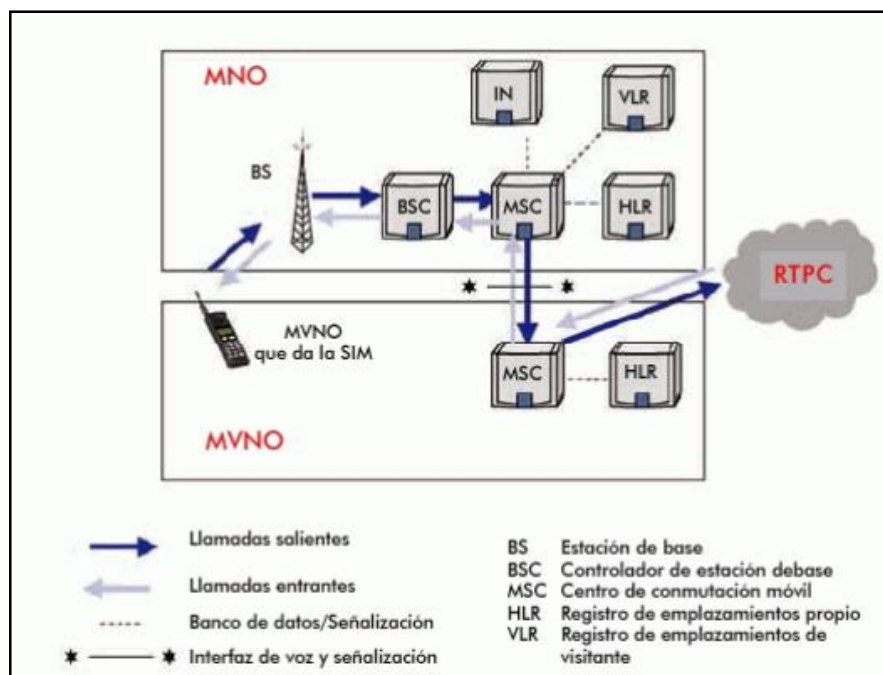 MNO
IN
VLR
BS
BSC
MSC
HLR
RTPC
MVNO
que da la SIM
MSC
HLR
MVNO
Llamadas salientes
Llamadas entrantes
Banco de datos/Señalización
Interfaz de voz y señalización
BS Estación de base
BSC Controlador de estación debase
MSC Centro de conmutación móvil
HLR Registro de emplazamientos propio
VLR Registro de emplazamientos de
visitante